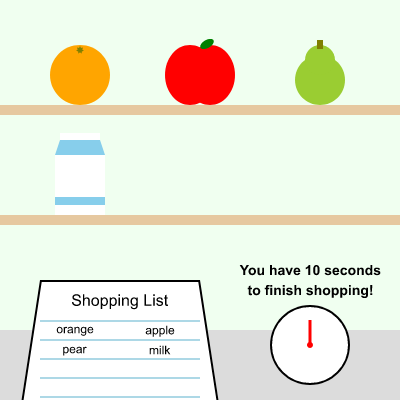 You have 10 seconds
to finish shopping!
Shopping List
orange apple
pear milk